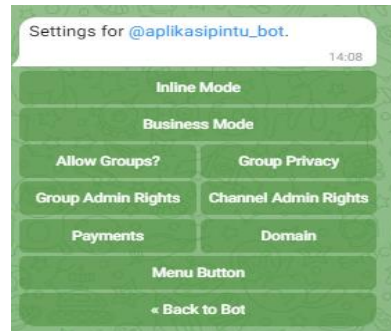 Settings for @aplikasipintu_bot.
14:08
Inline Mode
Business Mode
Allow Groups? Group Privacy
Group Admin Rights Channel Admin Rights
Payments Domain
Menu Button
« Back to Bot